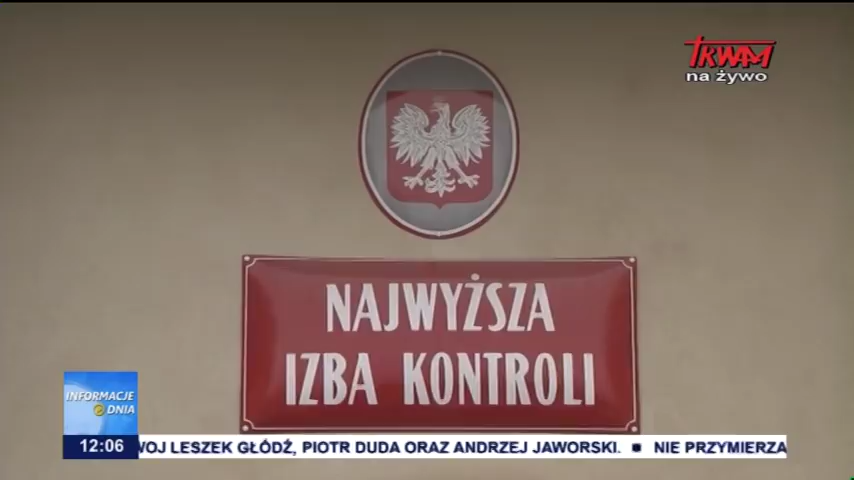 TRWAM
na żywo
NAJWYŻSZA
IZBA KONTROLI
INFORMACJE
DNIA
12:06
WOJ LESZEK GŁÓDŹ, PIOTR DUDA ORAZ ANDRZEJ JAWORSKI. ■ NIE PRZYMIERZA